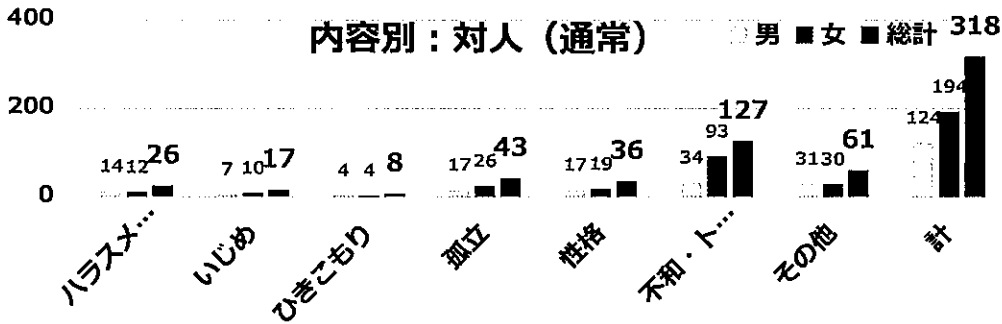 内容別：対人（通常）
男 女 総計
400
200
0
14 12 26
7 10 17
4 4 8
17 26 43
17 19 36
34 93 127
31 30 61
124 194 318
ハラスメ…
いじめ
ひきこもり
孤立
性格
不和・ト…
その他
計